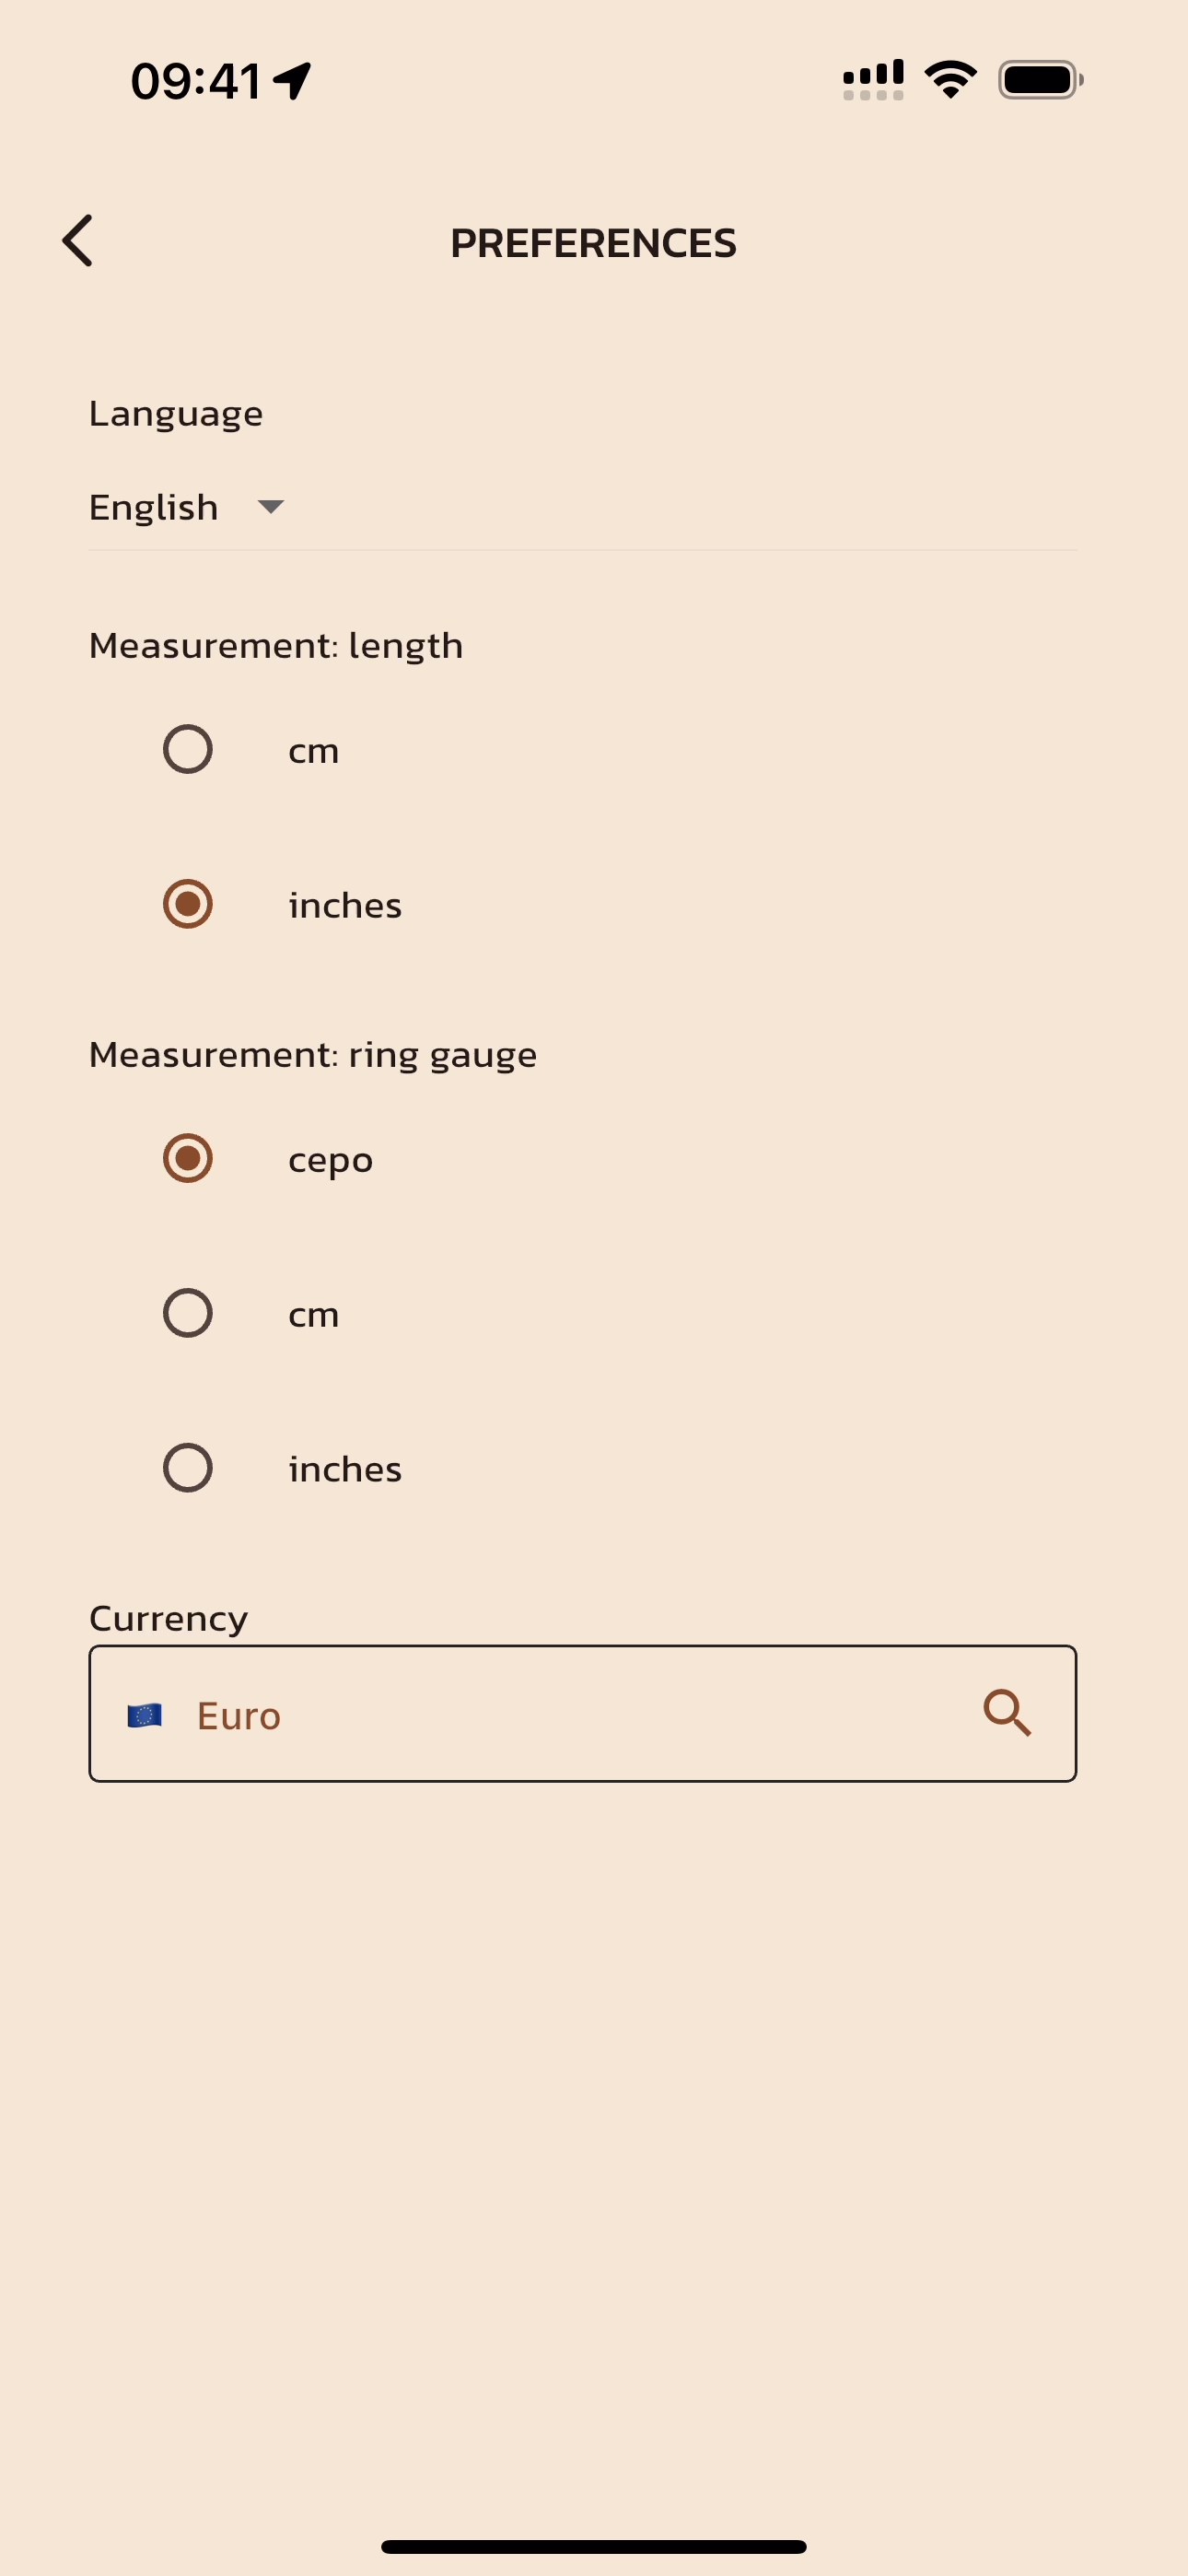 09:41
PREFERENCES
Language
English
Measurement: length
cm
inches
Measurement: ring gauge
cepo
cm
inches
Currency
Euro